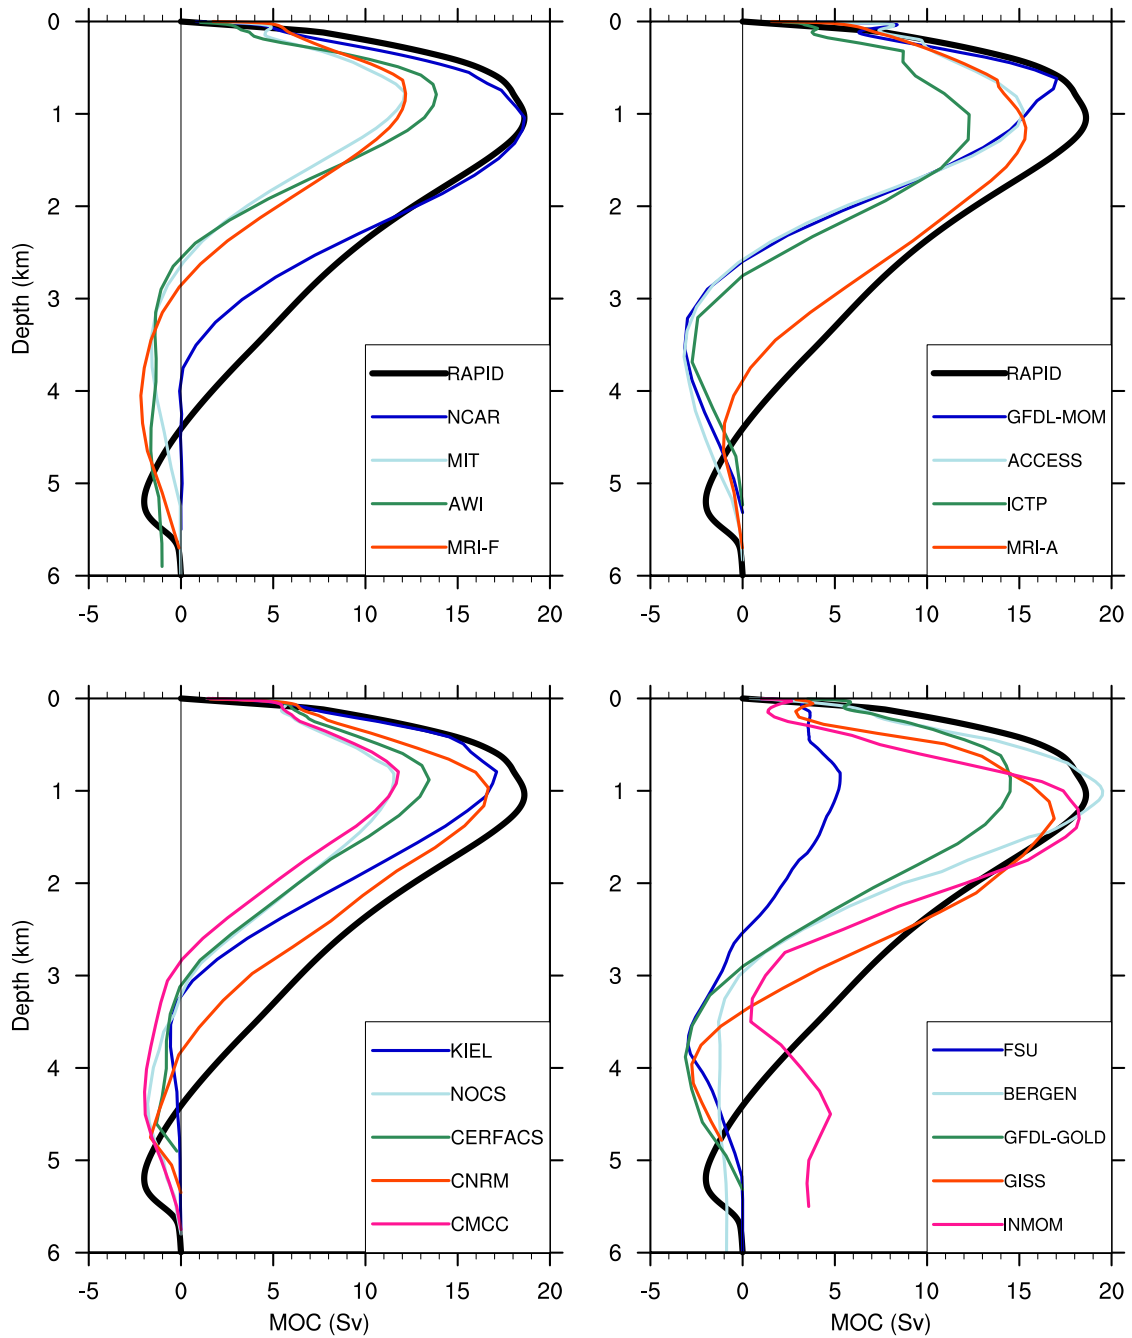 0
1
2
3
4
5
6
Depth (km)
-5 0 5 10 15 20
RAPID
NCAR
MIT
AWI
MRI-F
0
1
2
3
4
5
6
-5 0 5 10 15 20
RAPID
GFDL-MOM
ACCESS
ICTP
MRI-A
0
1
2
3
4
5
6
Depth (km)
-5 0 5 10 15 20
MOC (Sv)
KIEL
NOCS
CERFACS
CNRM
CMCC
0
1
2
3
4
5
6
-5 0 5 10 15 20
MOC (Sv)
FSU
BERGEN
GFDL-GOLD
GISS
INMOM